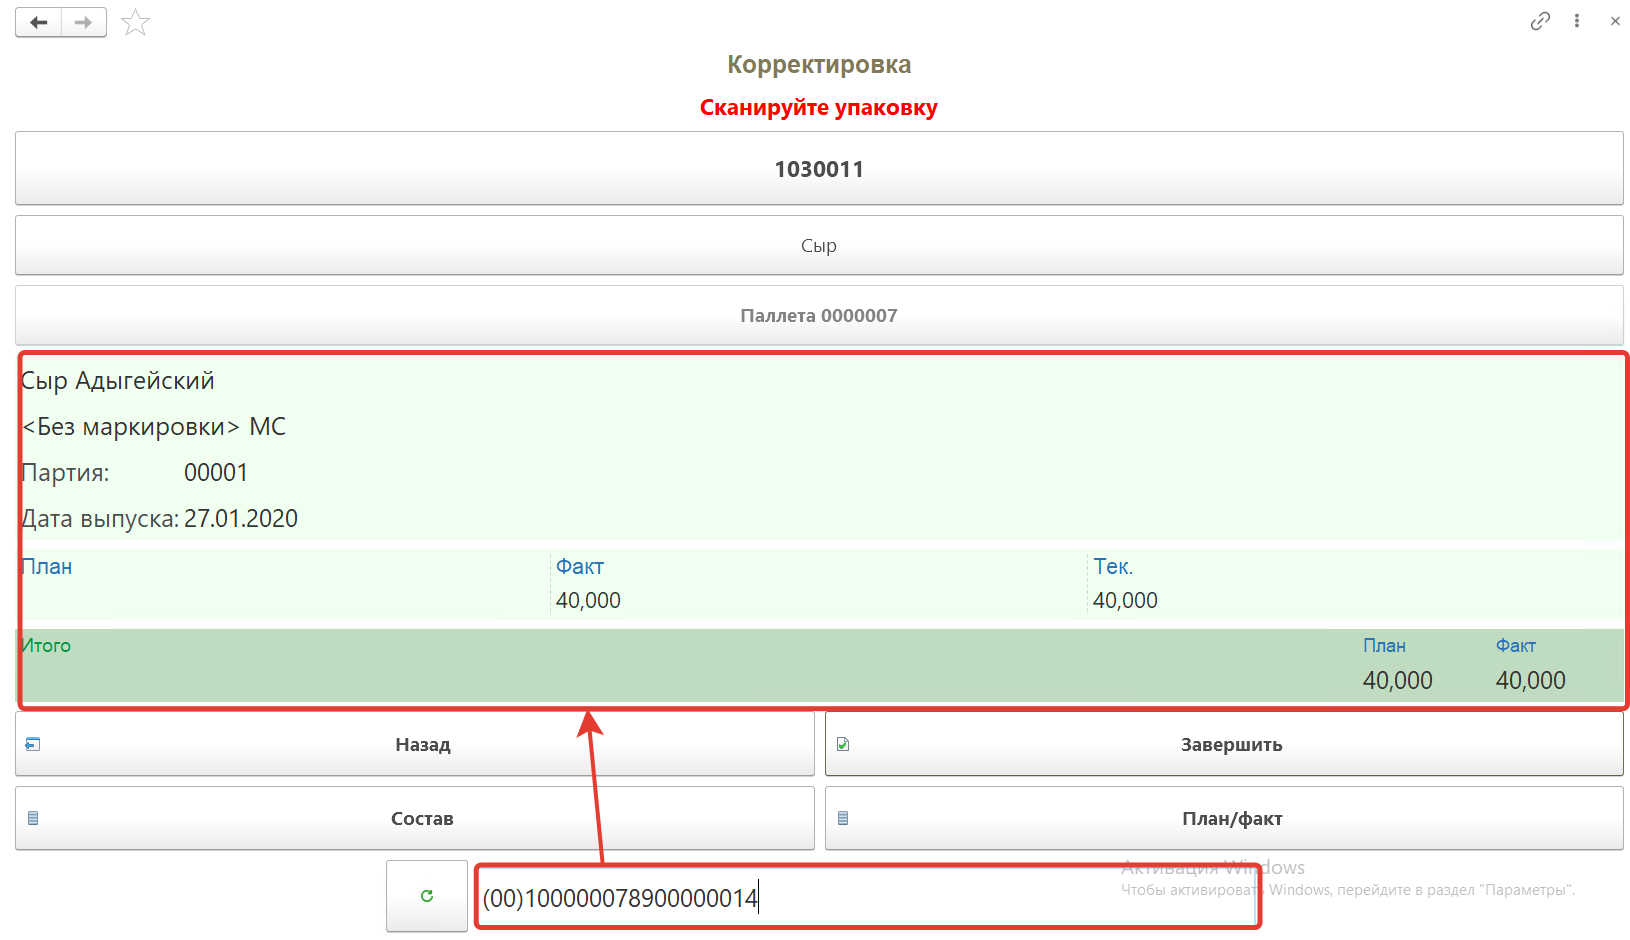 Корректировка
Сканируйте упаковку
1030011
Сыр
Паллета 0000007
Сыр Адыгейский
<Без маркировки> МС
Партия: 00001
Дата выпуска: 27.01.2020
План Факт Тек.
40,000 40,000
Итого План Факт
40,000 40,000
Назад Завершить
Состав План/факт
Активация Windows
Чтобы активировать Windows, перейдите в раздел "Параметры".
(00)100000078900000014